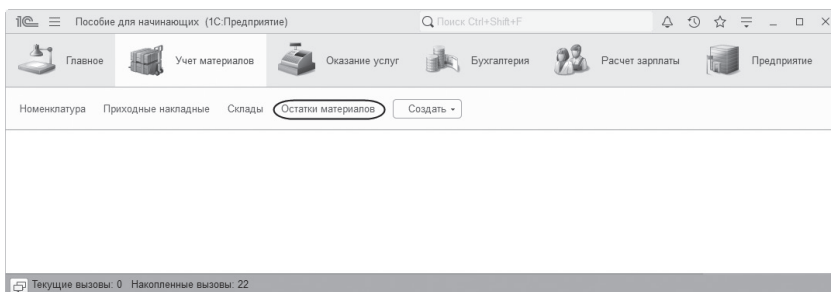 1С Пособие для начинающих (1С:Предприятие) Поиск Ctrl+Shift+F
Главное Учет материалов Оказание услуг Бухгалтерия Расчет зарплаты Предприятие
Номенклатура Приходные накладные Склады Остатки материалов Создать
Текущие вызовы: 0 Накопленные вызовы: 22